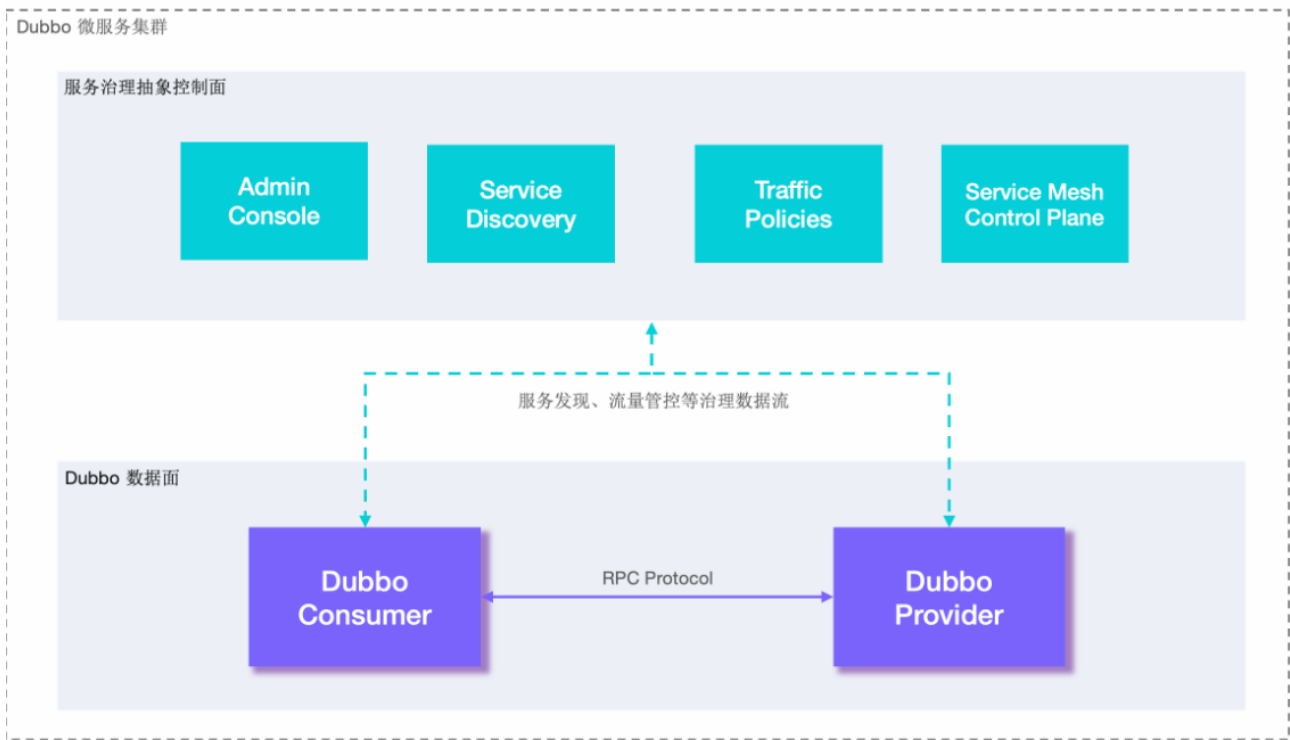 Dubbo 微服务集群
服务治理抽象控制面
Admin
Console
Service
Discovery
Traffic
Policies
Service Mesh
Control Plane
服务发现、流量管控等治理数据流
Dubbo 数据面
Dubbo
Consumer
RPC Protocol
Dubbo
Provider